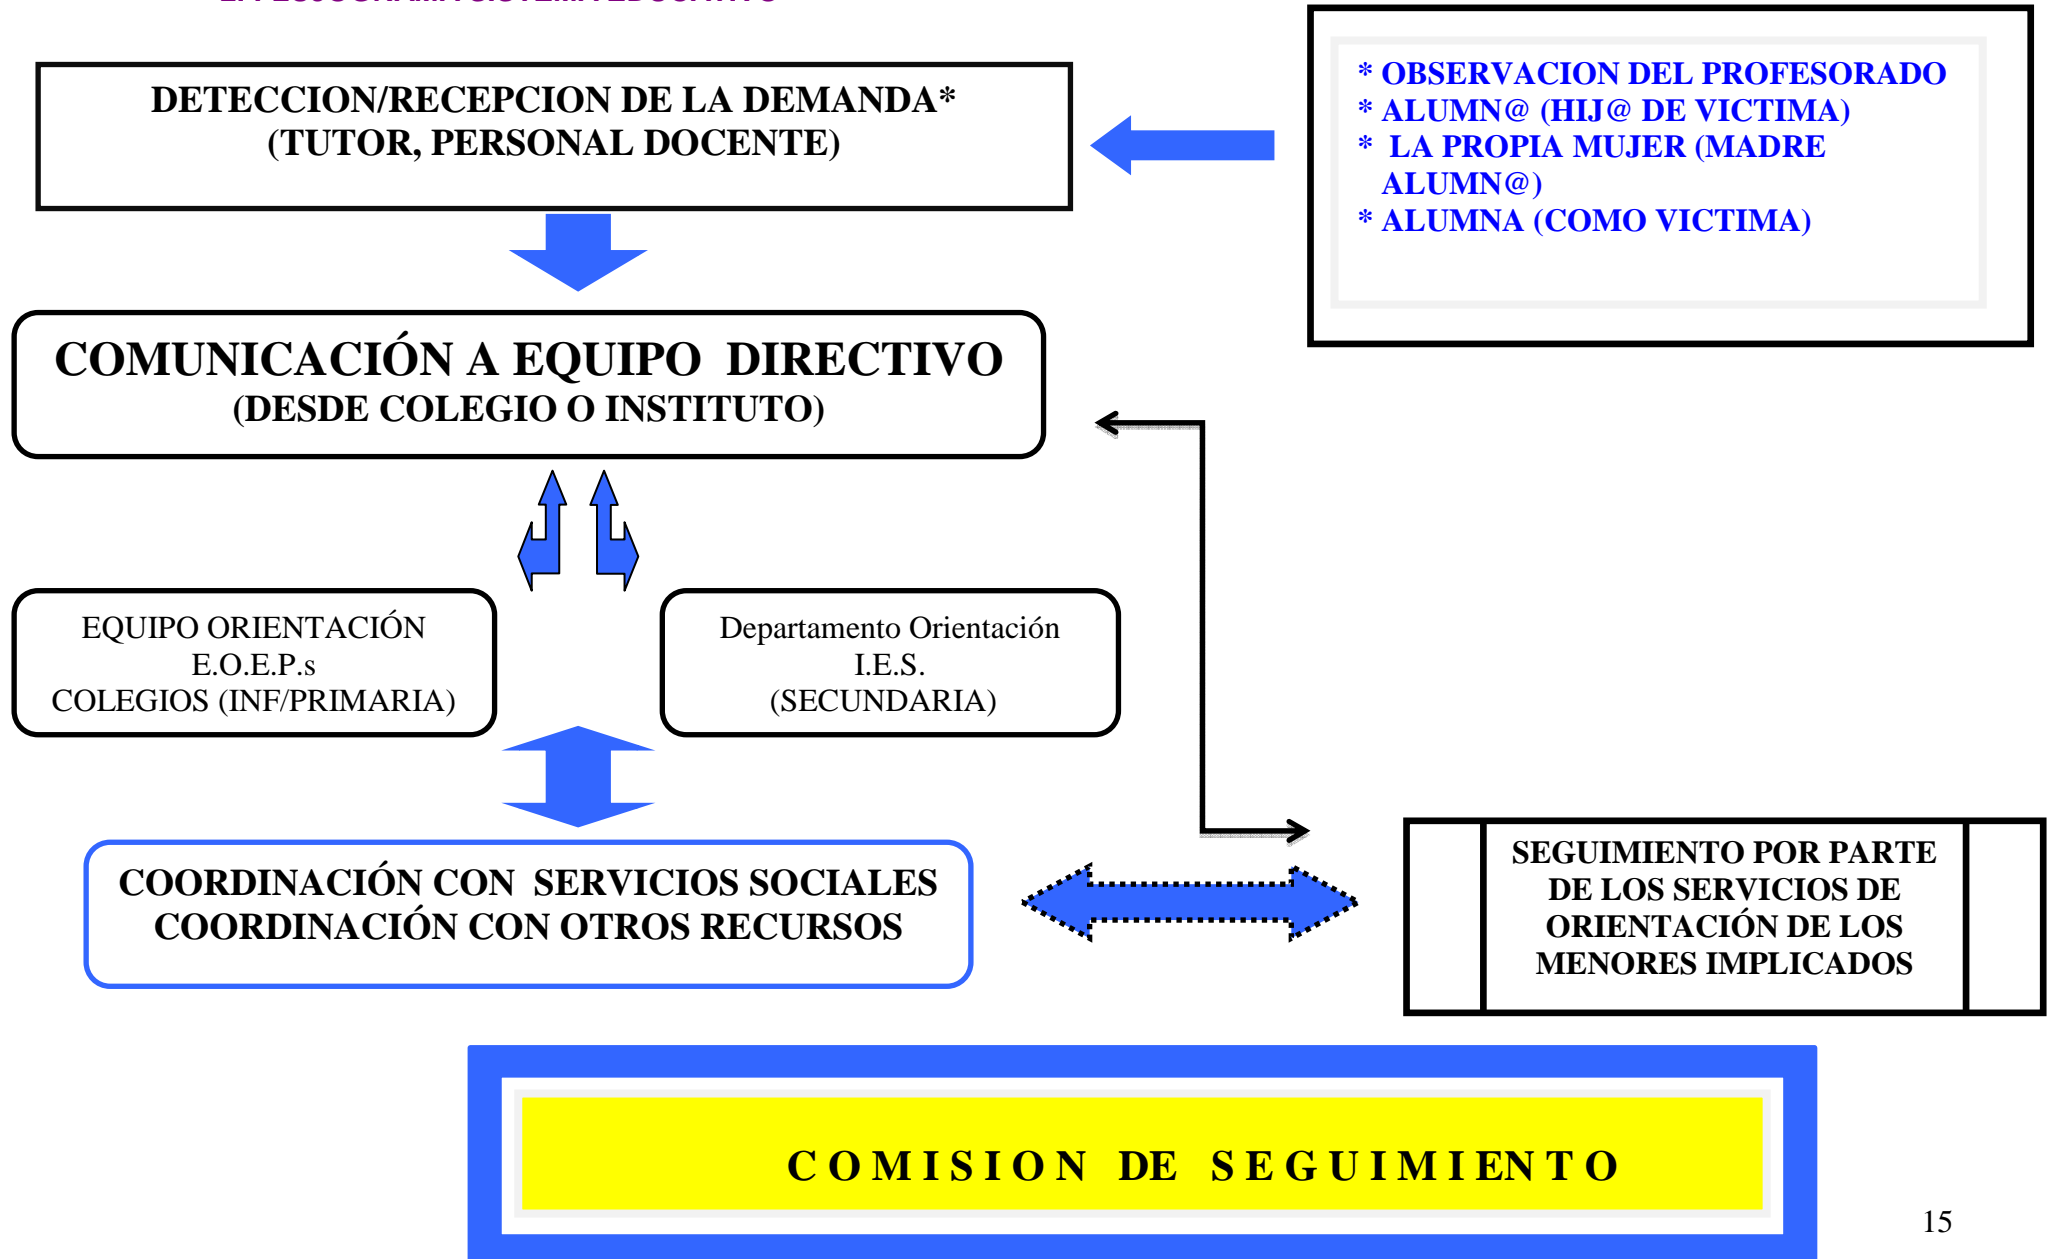 DETECCION/RECEPCION DE LA DEMANDA*
(TUTOR, PERSONAL DOCENTE)
* OBSERVACION DEL PROFESORADO
* ALUMN@ (HIJ@ DE VICTIMA)
* LA PROPIA MUJER (MADRE
ALUMN@)
* ALUMNA (COMO VICTIMA)
COMUNICACIÓN A EQUIPO DIRECTIVO
(DESDE COLEGIO O INSTITUTO)
EQUIPO ORIENTACIÓN
E.O.E.P.s
COLEGIOS (INF/PRIMARIA)
Departamento Orientación
I.E.S.
(SECUNDARIA)
COORDINACIÓN CON SERVICIOS SOCIALES
COORDINACIÓN CON OTROS RECURSOS
SEGUIMIENTO POR PARTE
DE LOS SERVICIOS DE
ORIENTACIÓN DE LOS
MENORES IMPLICADOS
C O M I S I O N DE S E G U I M I EN T O
15